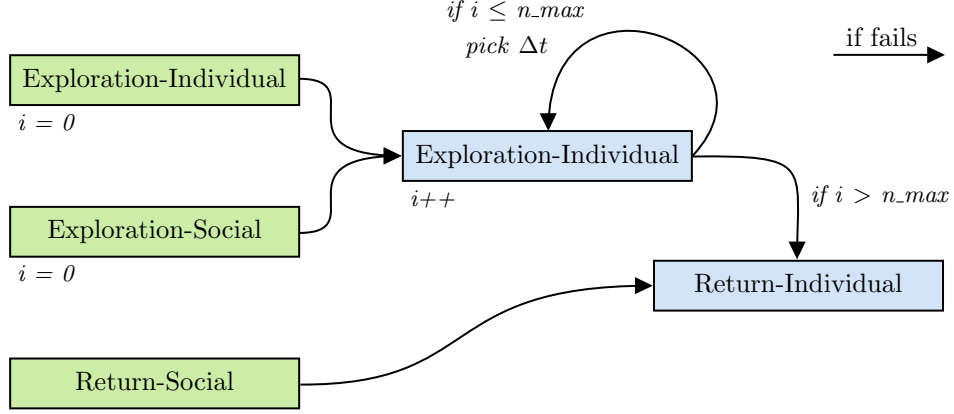 if i ≤ n_max
pick Δt
if fails
Exploration-Individual
i = 0
Exploration-Individual
i++
if i > n_max
Exploration-Social
i = 0
Return-Individual
Return-Social